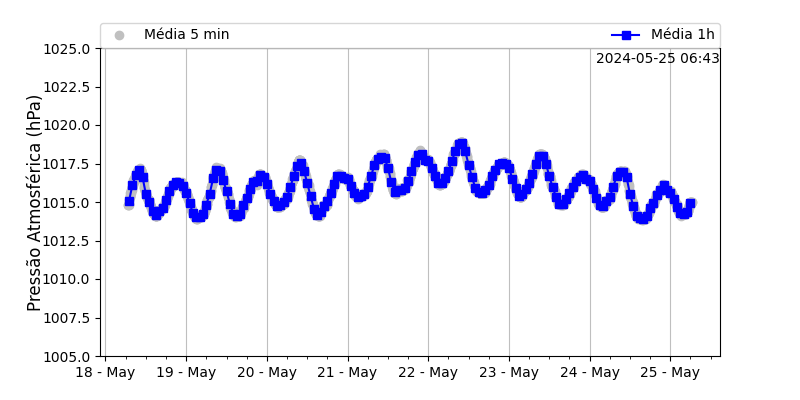 Média 5 min
Média 1h
2024-05-25 06:43
Pressão Atmosférica (hPa)
1025.0
1022.5
1020.0
1017.5
1015.0
1012.5
1010.0
1007.5
1005.0
18 - May
19 - May
20 - May
21 - May
22 - May
23 - May
24 - May
25 - May